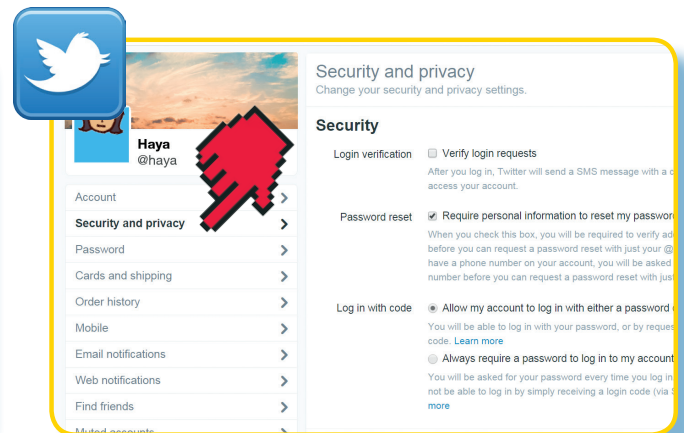 Haya
@haya
Account
Security and privacy
Password
Cards and shipping
Order history
Mobile
Email notifications
Web notifications
Find friends
Muted accounts
Security and privacy
Change your security and privacy settings.
Security
Login verification
Verify login requests
After you log in, Twitter will send a SMS message with a
access your account.
Password reset
Require personal information to reset my password
When you check this box, you will be required to verify
before you can request a password reset with just your @
have a phone number on your account, you will be asked
number before you can request a password reset with just
Log in with code
Allow my account to log in with either a password
You will be able to log in with your password, or by
code. Learn more
Always require a password to log in to my account
You will be asked for your password every time you log in
not be able to log in by simply receiving a login code (via
more